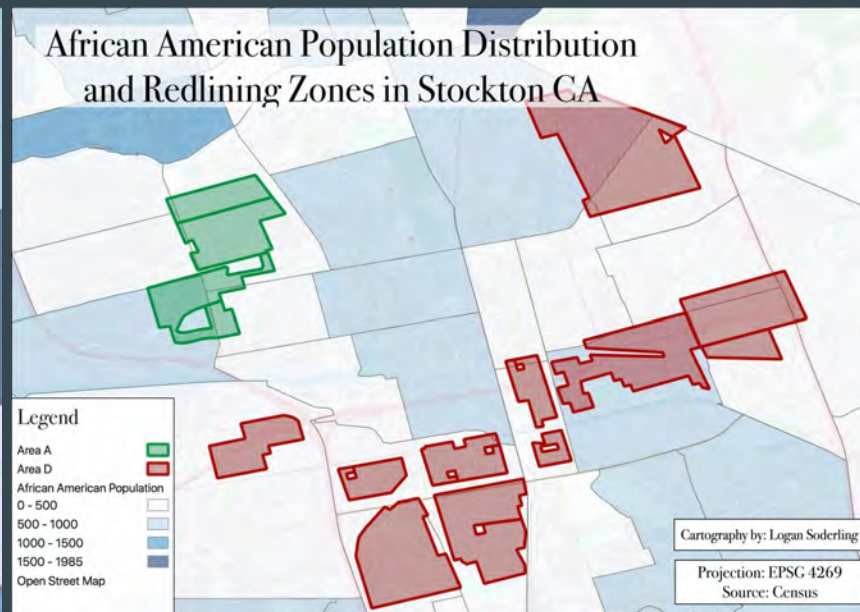 African American Population Distribution
and Redlining Zones in Stockton CA
Legend
Area A
Area D
African American Population
0 - 500
500 - 1000
1000 - 1500
1500 - 1985
Open Street Map
Cartography by: Logan Soderling
Projection: EPSG 4269
Source: Census